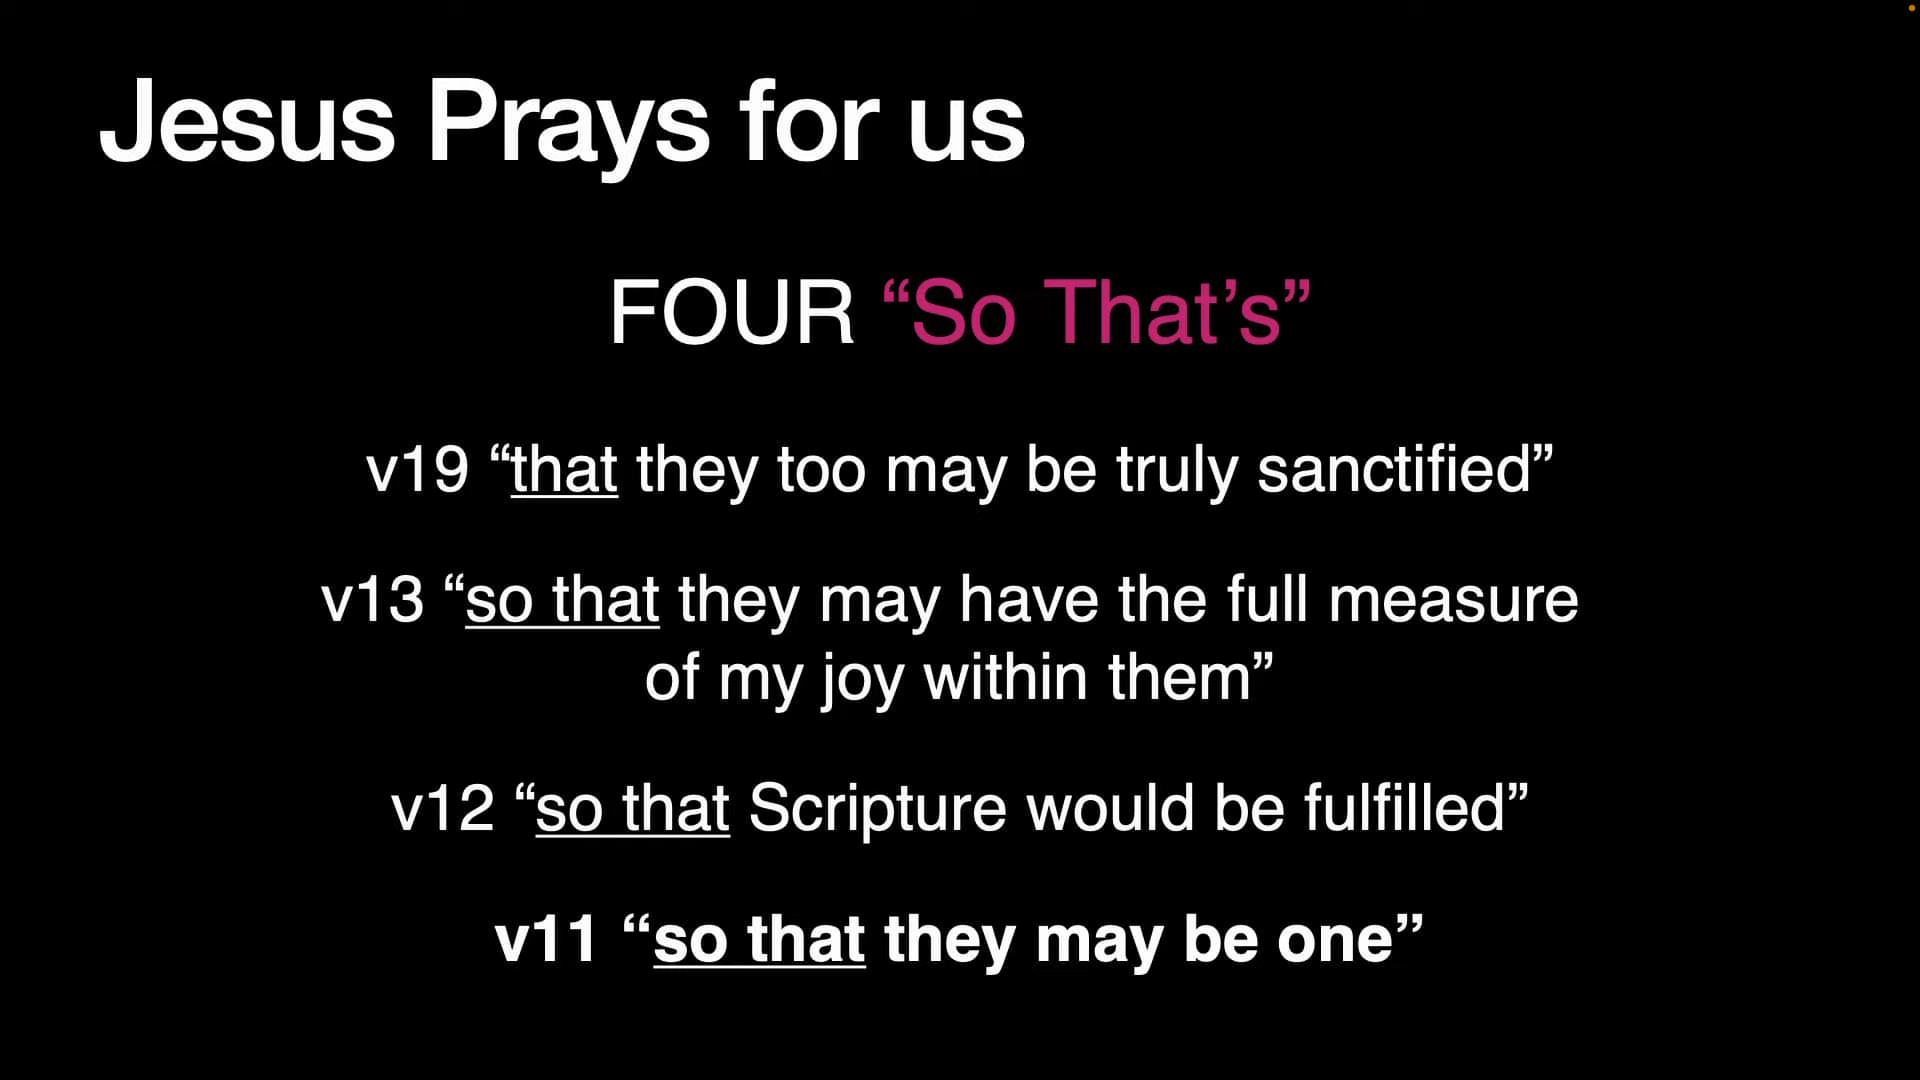 Jesus Prays for us
FOUR “So That’s”
v19 “that they too may be truly sanctified”
v13 “so that they may have the full measure
of my joy within them”
v12 “so that Scripture would be fulfilled”
v11 “so that they may be one”